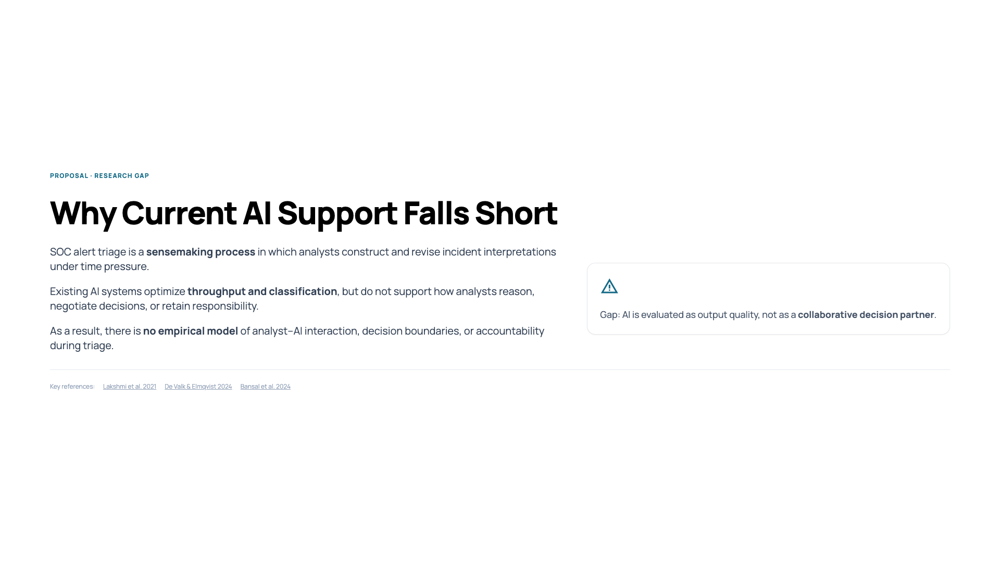 PROPOSAL · RESEARCH GAP
Why Current AI Support Falls Short
SOC alert triage is a sensemaking process in which analysts construct and revise incident interpretations
under time pressure.
Existing AI systems optimize throughput and classification, but do not support how analysts reason,
negotiate decisions, or retain responsibility.
As a result, there is no empirical model of analyst–AI interaction, decision boundaries, or accountability
during triage.
Gap: AI is evaluated as output quality, not as a collaborative decision partner.
Key references: Lakshmi et al. 2021 De Valk & Elmqvist 2024 Bansal et al. 2024